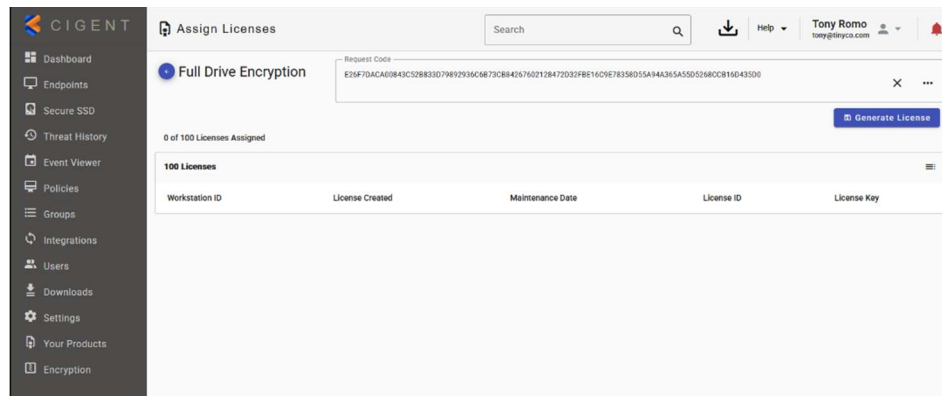 CIGENT
Dashboard
Endpoints
Secure SSD
Threat History
Event Viewer
Policies
Groups
Integrations
Users
Downloads
Settings
Your Products
Encryption
Assign Licenses
Search
Help
Tony Romo
tony@tinyco.com
Full Drive Encryption
Request Code
E26F7DACA00843C52B833D79892936C6B73CB84267602128472D32FBE16C9E78358D55A94A365A55D5268CCB16D435D0
Generate License
0 of 100 Licenses Assigned
100 Licenses
Workstation ID License Created Maintenance Date License ID License Key